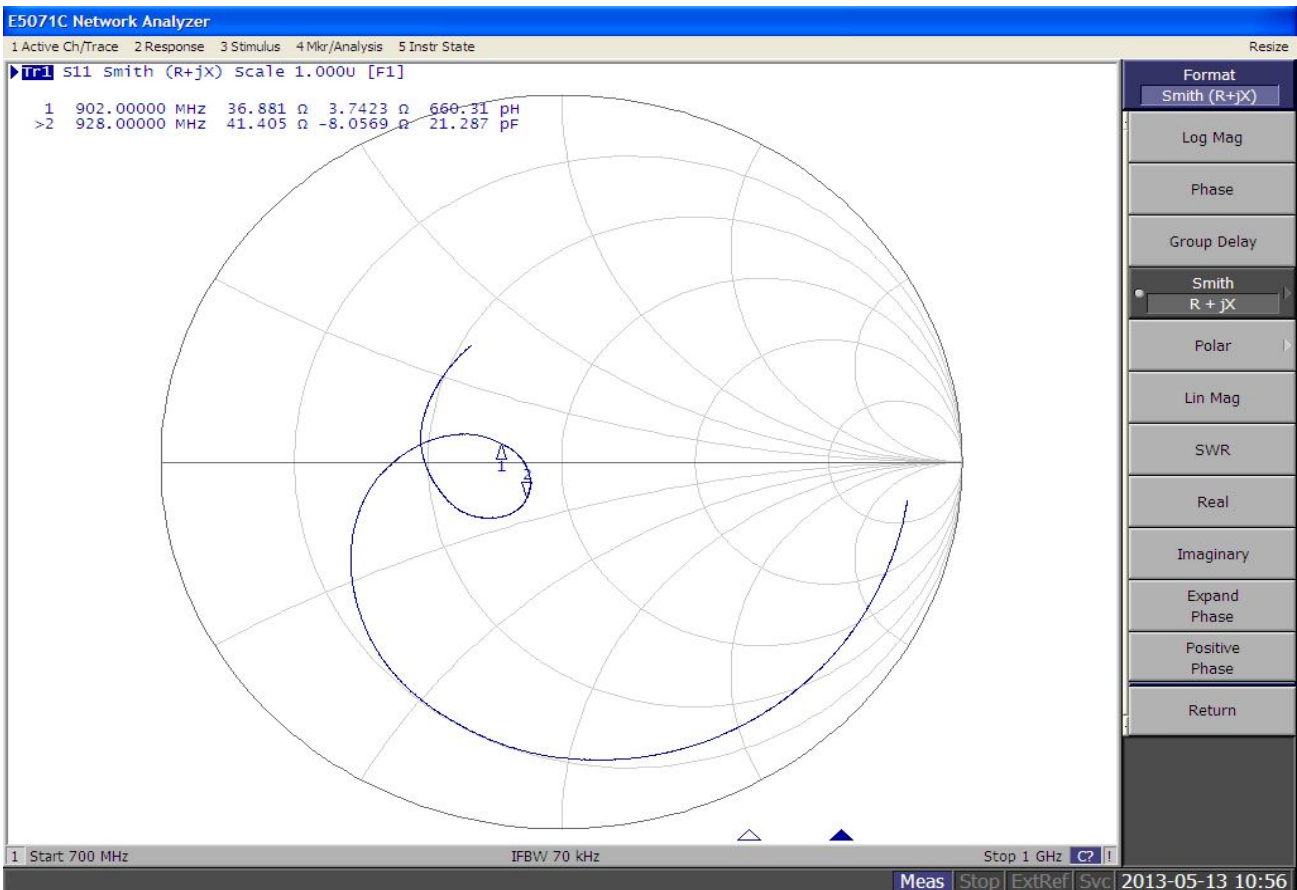 E5071C Network Analyzer
1 Active Ch/Trace 2 Response 3 Stimulus 4 Mkr/Analysis 5 Instr State Resize
Tr1 S11 Smith (R+jX) Scale 1.000U [F1]
1 902.00000 MHz 36.881 Ω 3.7423 Ω 660.31 pH
>2 928.00000 MHz 41.405 Ω -8.0569 Ω 21.287 pF
1
2
Format
Smith (R+jX)
Log Mag
Phase
Group Delay
Smith
R + jX
Polar
Lin Mag
SWR
Real
Imaginary
Expand
Phase
Positive
Phase
Return
1 Start 700 MHz IFBW 70 kHz Stop 1 GHz C? !
Meas Stop ExtRef Svc 2013-05-13 10:56